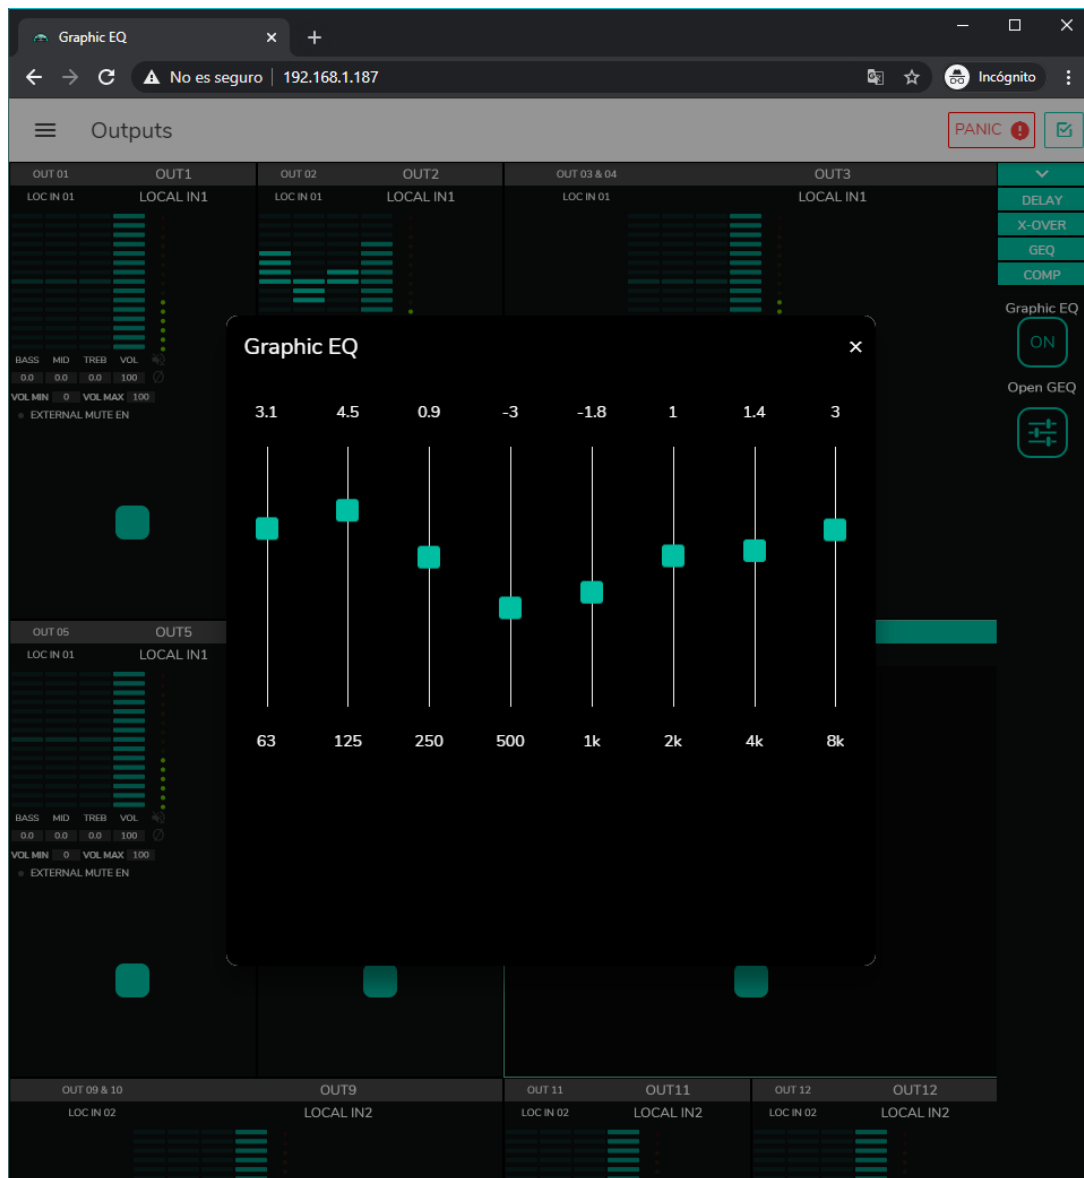 Graphic EQ
No es seguro | 192.168.1.187
Incógnito
Outputs
PANIC
OUT 01 OUT1 OUT 02 OUT2 OUT 03 & 04 OUT3
LOC IN 01 LOCAL IN1 LOC IN 01 LOCAL IN1 LOC IN 01 LOCAL IN1
DELAY
X-OVER
GEQ
COMP
Graphic EQ
ON
Open GEQ
BASS MID TREB VOL
0.0 0.0 0.0 100
VOL MIN 0 VOL MAX 100
EXTERNAL MUTE EN
Graphic EQ
3.1 4.5 0.9 -3 -1.8 1 1.4 3
63 125 250 500 1k 2k 4k 8k
OUT 05 OUT5
LOC IN 01 LOCAL IN1
BASS MID TREB VOL
0.0 0.0 0.0 100
VOL MIN 0 VOL MAX 100
EXTERNAL MUTE EN
OUT 09 & 10 OUT9 OUT 11 OUT11 OUT 12 OUT12
LOC IN 02 LOCAL IN2 LOC IN 02 LOCAL IN2 LOC IN 02 LOCAL IN2